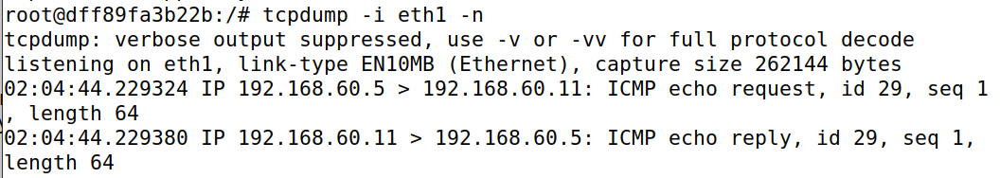 root@dff89fa3b22b:/# tcpdump -i eth1 -n
tcpdump: verbose output suppressed, use -v or -vv for full protocol decode
listening on eth1, link-type EN10MB (Ethernet), capture size 262144 bytes
02:04:44.229324 IP 192.168.60.5 > 192.168.60.11: ICMP echo request, id 29, seq 1
, length 64
02:04:44.229380 IP 192.168.60.11 > 192.168.60.5: ICMP echo reply, id 29, seq 1,
length 64